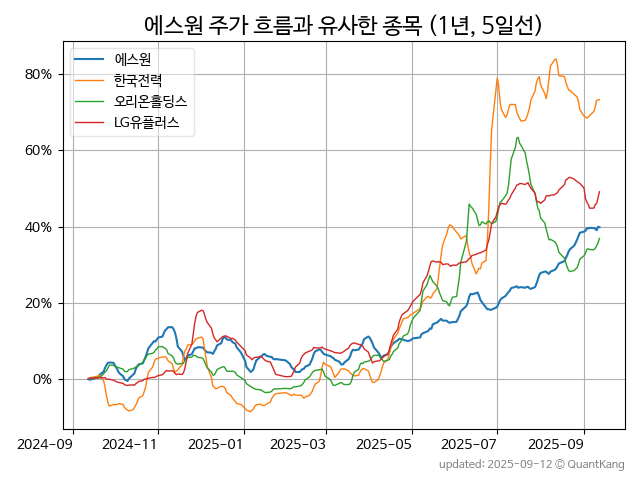 에스원 주가 흐름과 유사한 종목 (1년, 5일선)
에스원
한국전력
오리온홀딩스
LG유플러스
80%
60%
40%
20%
0%
2024-09 2024-11 2025-01 2025-03 2025-05 2025-07 2025-09
updated: 2025-09-12 © QuantKang